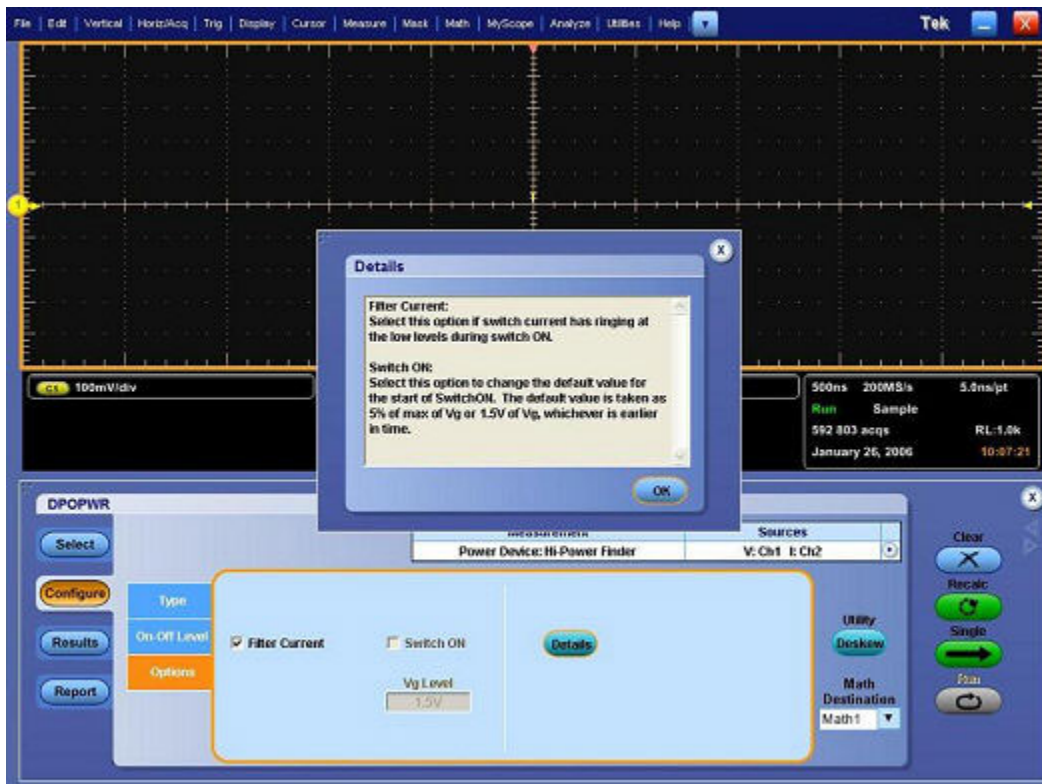 File | Edit | Vertical | Horiz/Acq | Trig | Display | Cursor | Measure | Mask | Math | MyScope | Analyze | Utilities | Help
Tek
X
1
X
Details
Filter Current:
Select this option if switch current has ringing at
the low levels during switch ON.
Switch ON:
Select this option to change the default value for
the start of SwitchON. The default value is taken as
5% of max of Vg or 1.5V of Vg, whichever is earlier
in time.
OK
C1 100mV/div
500ns 200MS/s 5.0ns/pt
Run Sample
592 803 acqs RL:1.0k
January 26, 2006 10:07:21
DPOPWR
X
Select
Configure
Results
Report
Measurement Sources
Power Device: Hi-Power Finder V: Ch1 I: Ch2
Type
On-Off Level
Options
Filter Current
Switch ON
Vg Level
1.5V
Details
Utility
Deskew
Math
Destination
Math1
Clear
Recalc
Single
Run